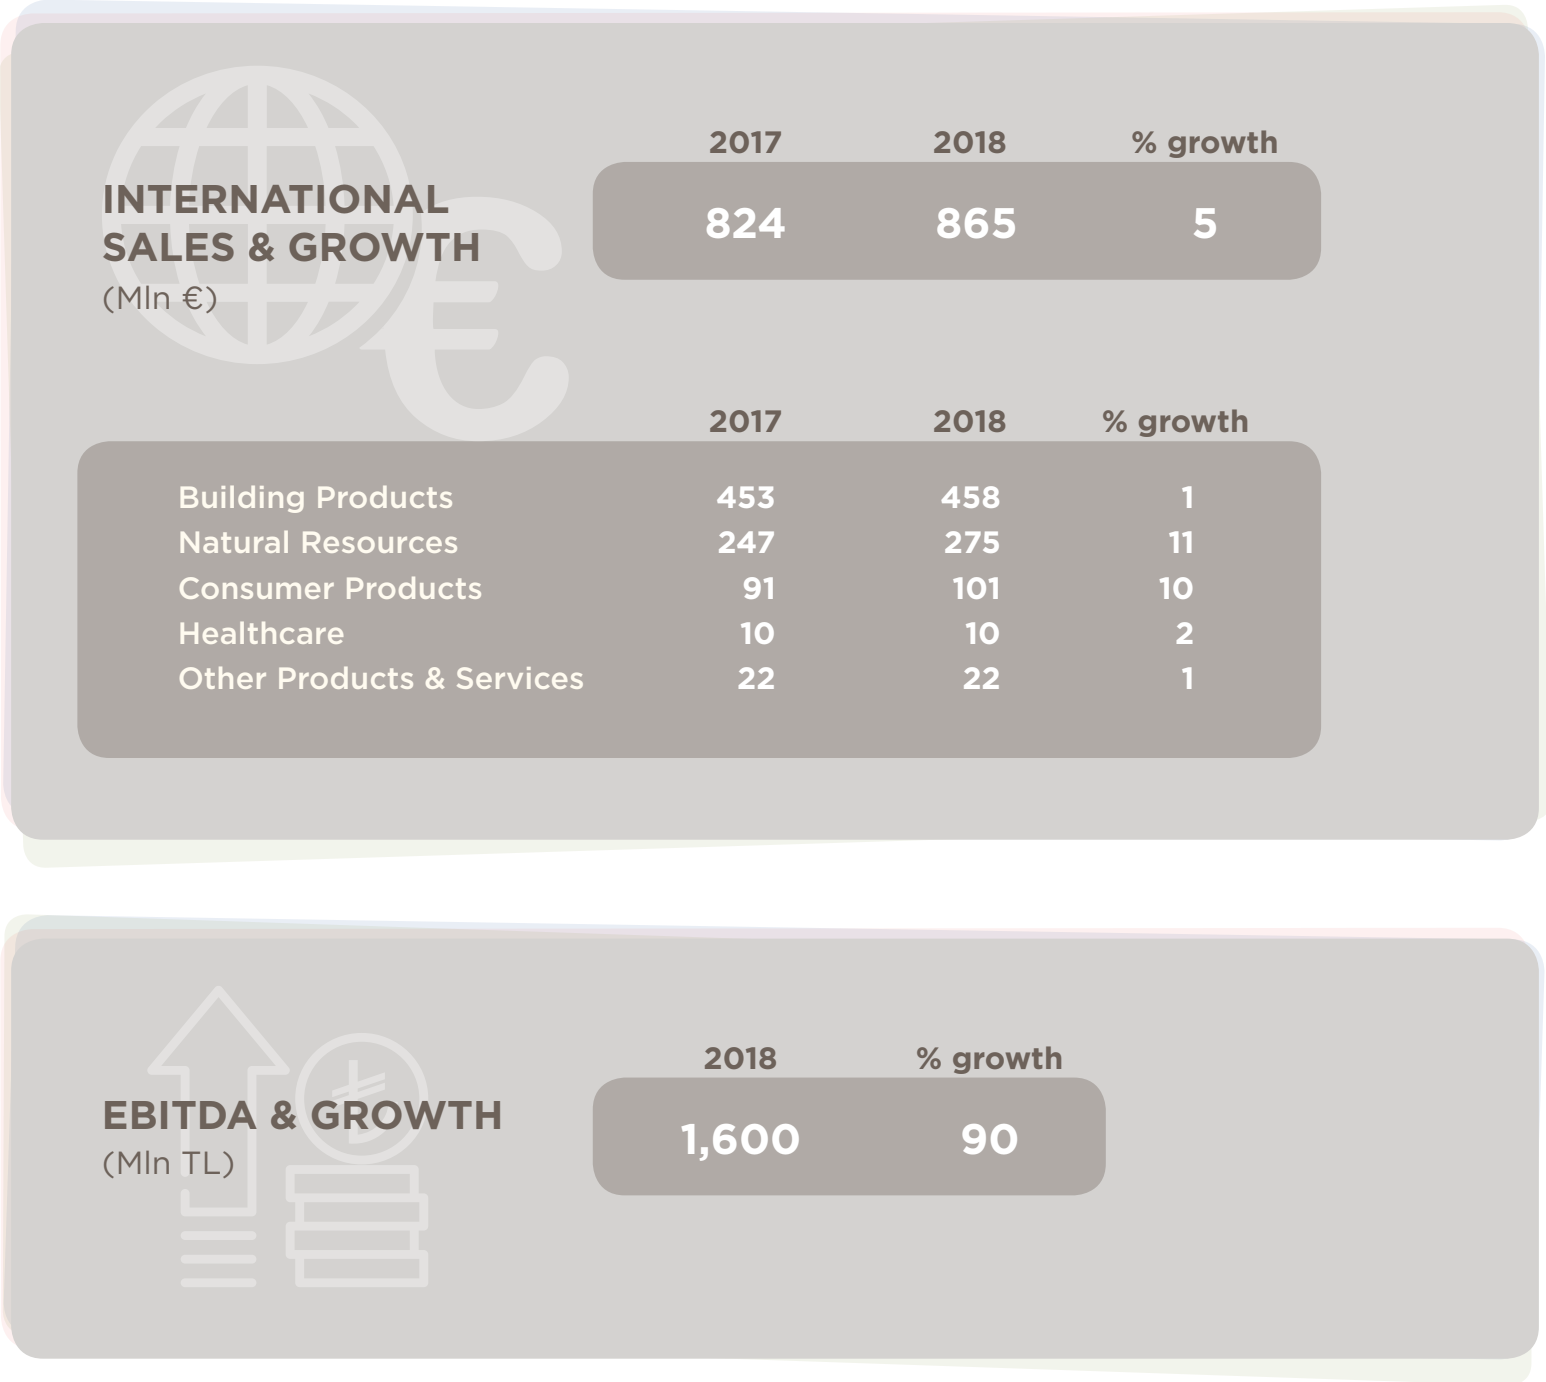 2017 2018 % growth
INTERNATIONAL
SALES & GROWTH
(Mln €)
824 865 5
2017 2018 % growth
Building Products 453 458 1
Natural Resources 247 275 11
Consumer Products 91 101 10
Healthcare 10 10 2
Other Products & Services 22 22 1
2018 % growth
EBITDA & GROWTH
(Mln TL)
1,600 90